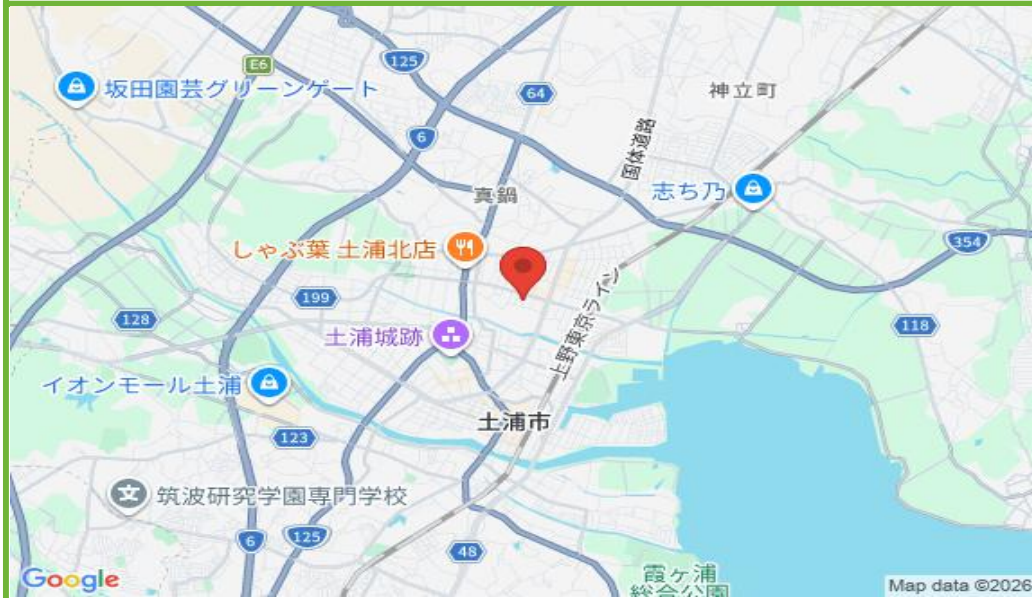 E6
125
坂田園芸グリーンゲート
64
神立町
6
国体道路
真鍋
志ち乃
しゃぶ葉 土浦北店
354
199
上野東京ライン
128
118
土浦城跡
イオンモール土浦
土浦市
123
筑波研究学園専門学校
6
125
48
霞ヶ浦
総合公園
Google
Map data ©2026